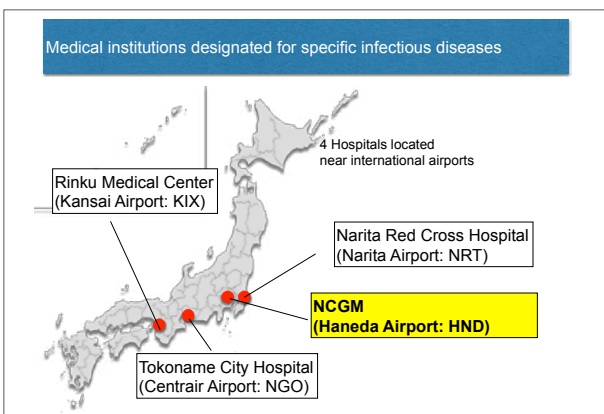 Medical institutions designated for specific infectious diseases
4 Hospitals located
near international airports
Rinku Medical Center
(Kansai Airport: KIX)
Narita Red Cross Hospital
(Narita Airport: NRT)
NCGM
(Haneda Airport: HND)
Tokoname City Hospital
(Centrair Airport: NGO)